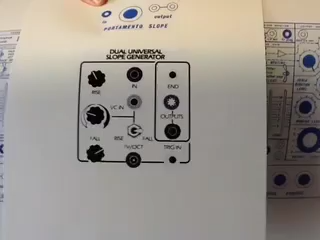 output
PORTAMENTO SLOPE
DUAL UNIVERSAL
SLOPE GENERATOR
RISE
IN
END
VC IN
OUTPUTS
FALL
RISE
FALL
1V/OCT
TRIG IN